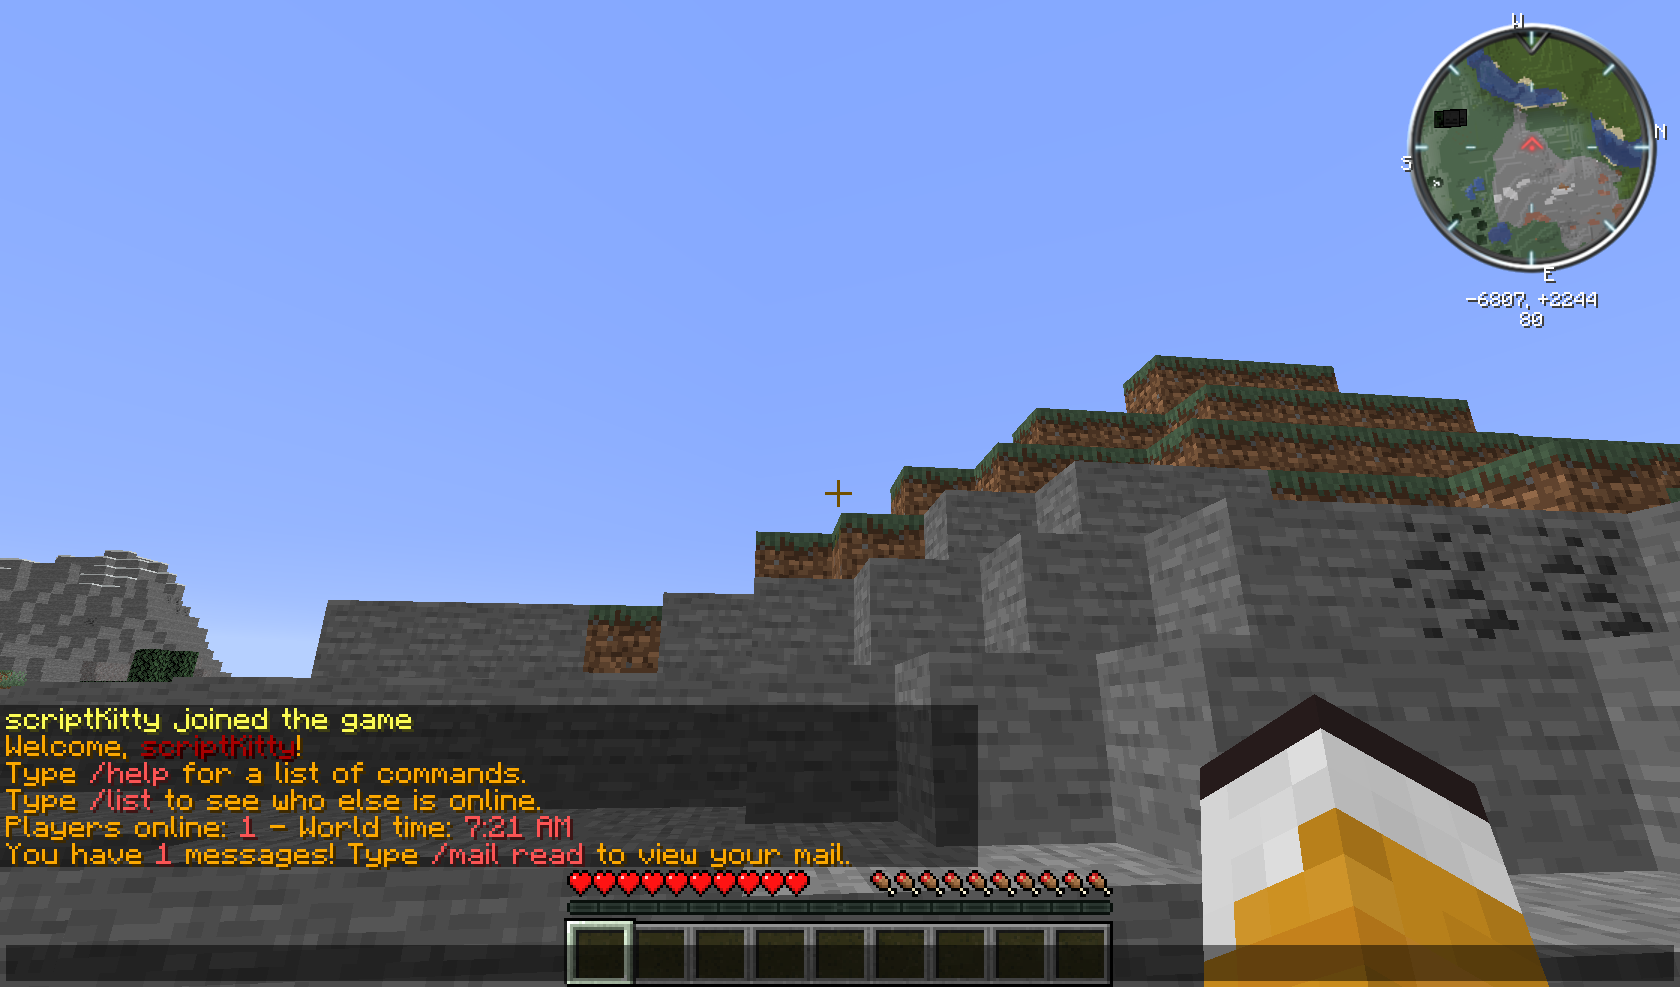 W
N
S
E
-6807, +2244
80
scriptKitty joined the game
Welcome, scriptKitty!
Type /help for a list of commands.
Type /list to see who else is online.
Players online: 1 - World time: 7:21 AM
You have 1 messages! Type /mail read to view your mail.